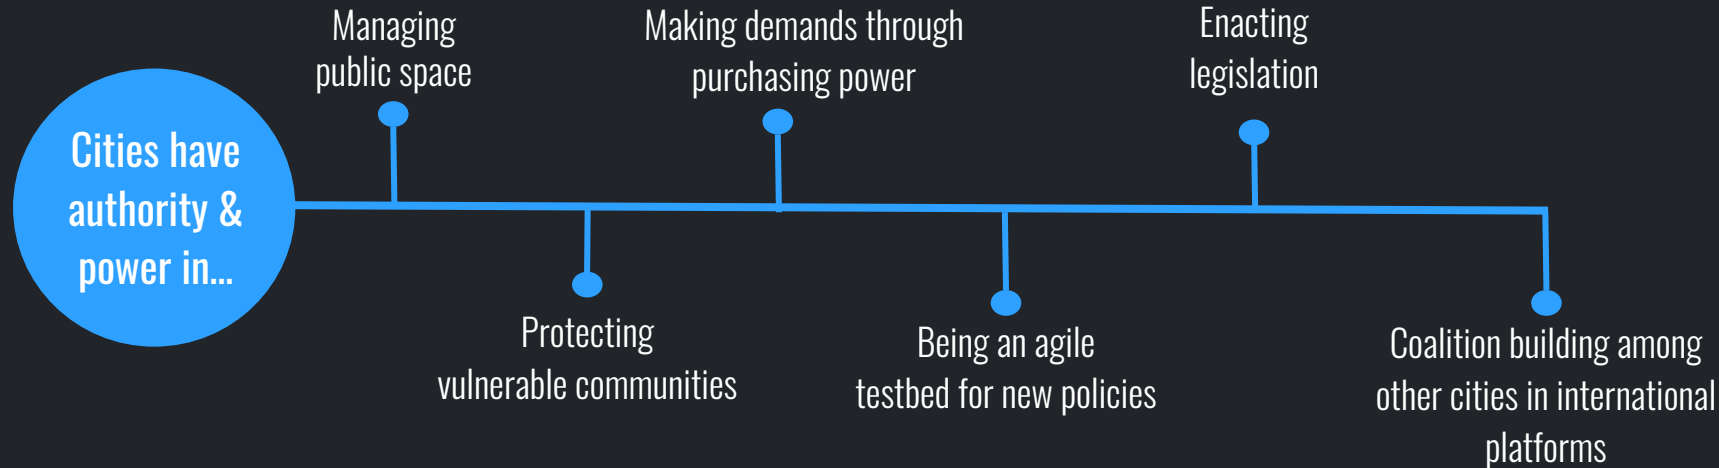 Cities have
authority &
power in...
Managing
public space
Protecting
vulnerable communities
Making demands through
purchasing power
Being an agile
testbed for new policies
Enacting
legislation
Coalition building among
other cities in international
platforms